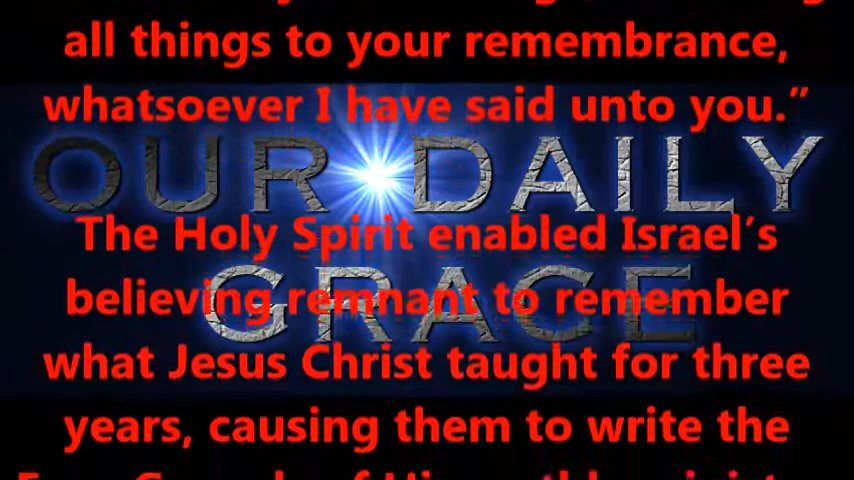 all things to your remembrance,
whatsoever I have said unto you.”
OUR DAILY
The Holy Spirit enabled Israel’s
GRACE
believing remnant to remember
what Jesus Christ taught for three
years, causing them to write the